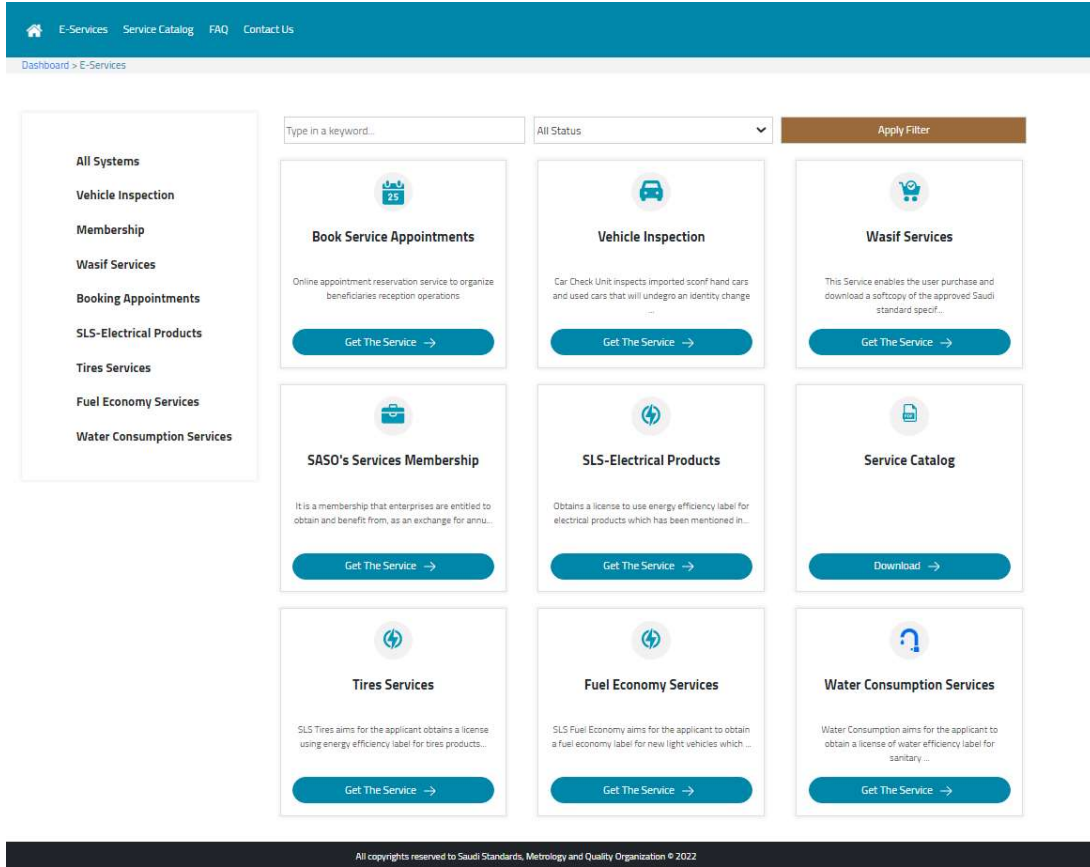 E-Services Service Catalog FAQ Contact Us
Dashboard > E-Services
All Systems
Vehicle Inspection
Membership
Wasif Services
Booking Appointments
SLS-Electrical Products
Tires Services
Fuel Economy Services
Water Consumption Services
Type in a keyword...
All Status
Apply Filter
25
Book Service Appointments
Online appointment reservation service to organize
beneficiaries reception operations
Get The Service →
Vehicle Inspection
Car Check Unit inspects imported sconf hand cars
and used cars that will undegro an identity change
...
Get The Service →
Wasif Services
This Service enables the user purchase and
download a softcopy of the approved Saudi
standard specif...
Get The Service →
SASO's Services Membership
It is a membership that enterprises are entitled to
obtain and benefit from, as an exchange for annu...
Get The Service →
SLS-Electrical Products
Obtains a license to use energy efficiency label for
electrical products which has been mentioned in...
Get The Service →
PDF
Service Catalog
Download →
Tires Services
SLS Tires aims for the applicant obtains a license
using energy efficiency label for tires products...
Get The Service →
Fuel Economy Services
SLS Fuel Economy aims for the applicant to obtain
a fuel economy label for new light vehicles which ...
Get The Service →
Water Consumption Services
Water Consumption aims for the applicant to
obtain a license of water efficiency label for
sanitary ...
Get The Service →
All copyrights reserved to Saudi Standards, Metrology and Quality Organization © 2022